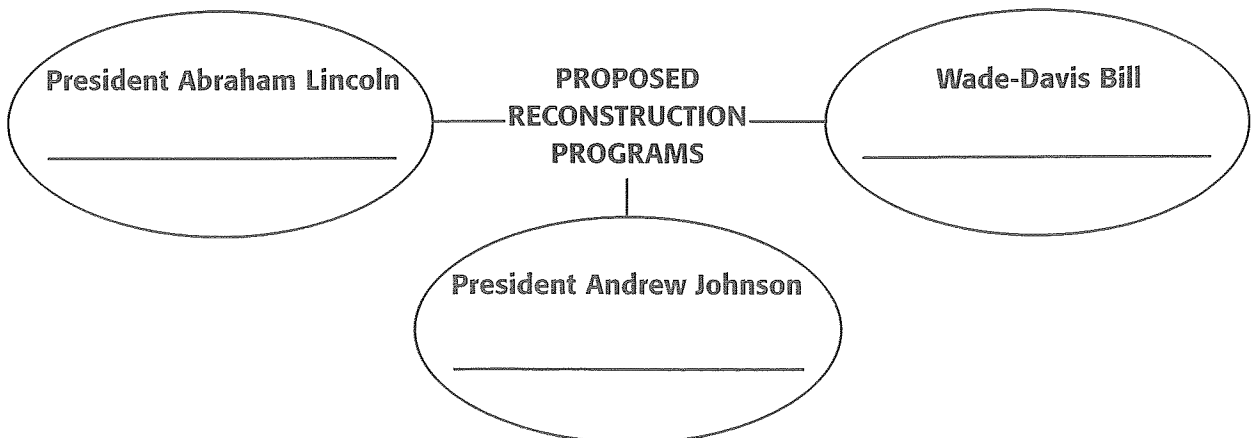 President Abraham Lincoln
PROPOSED
RECONSTRUCTION
PROGRAMS
Wade-Davis Bill
President Andrew Johnson